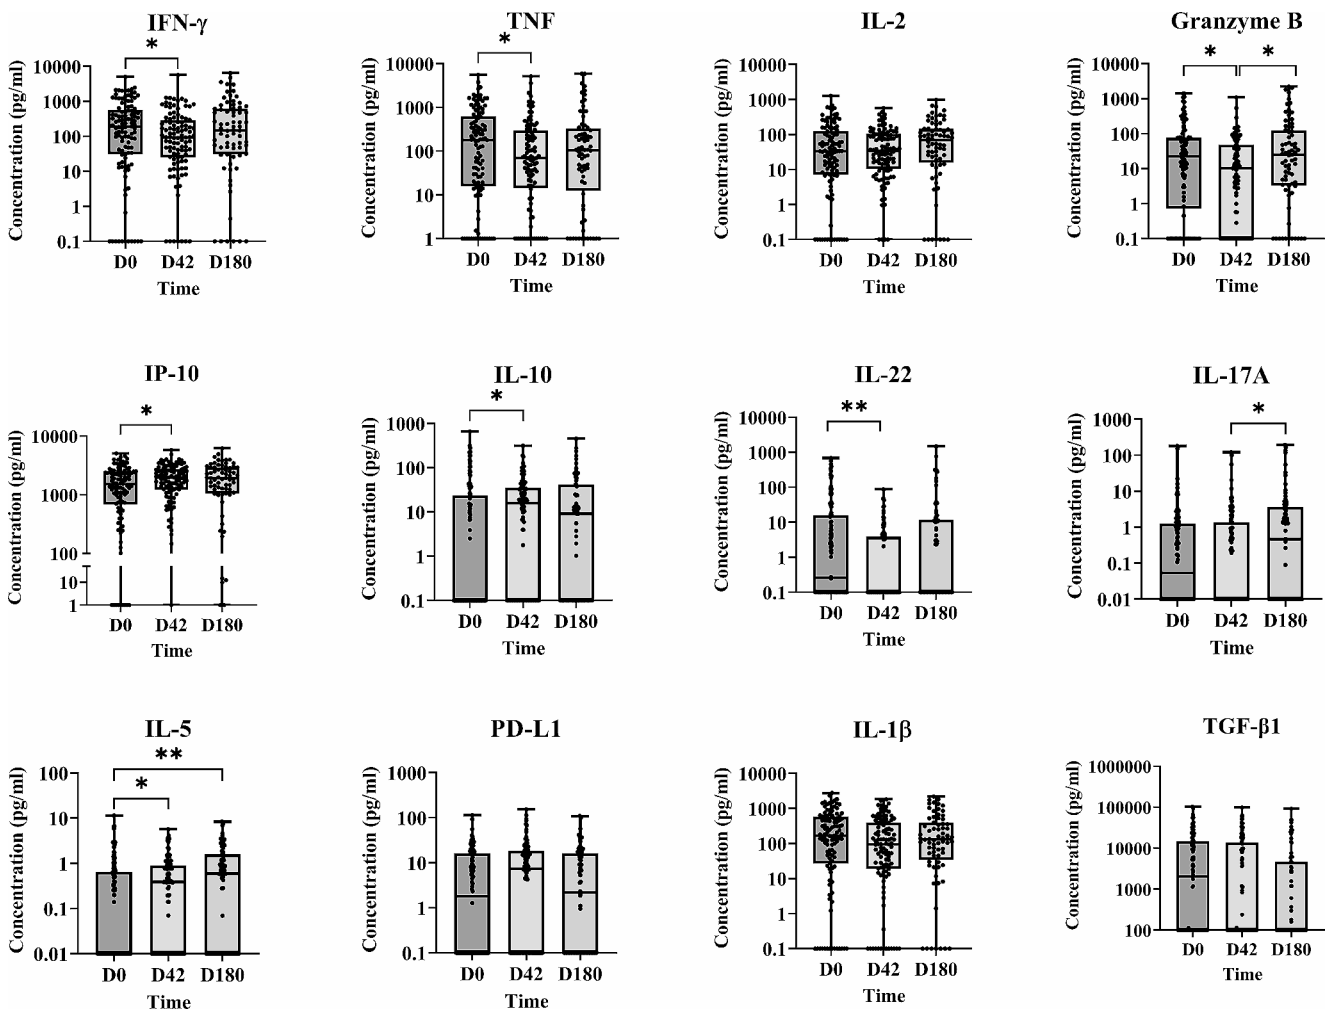 IFN-γ
*
Concentration (pg/ml)
10000
1000
100
10
1
0.1
D0 D42 D180
Time
TNF
*
Concentration (pg/ml)
10000
1000
100
10
1
D0 D42 D180
Time
IL-2
Concentration (pg/ml)
10000
1000
100
10
1
0.1
D0 D42 D180
Time
Granzyme B
* *
Concentration (pg/ml)
10000
1000
100
10
1
0.1
D0 D42 D180
Time
IP-10
*
Concentration (pg/ml)
10000
1000
100
10
1
D0 D42 D180
Time
IL-10
*
Concentration (pg/ml)
1000
100
10
1
0.1
D0 D42 D180
Time
IL-22
**
Concentration (pg/ml)
10000
1000
100
10
1
0.1
D0 D42 D180
Time
IL-17A
*
Concentration (pg/ml)
1000
100
10
1
0.1
0.01
D0 D42 D180
Time
IL-5
**
*
Concentration (pg/ml)
100
10
1
0.1
0.01
D0 D42 D180
Time
PD-L1
Concentration (pg/ml)
1000
100
10
1
0.1
D0 D42 D180
Time
IL-1β
Concentration (pg/ml)
10000
1000
100
10
1
0.1
D0 D42 D180
Time
TGF-β1
Concentration (pg/ml)
1000000
100000
10000
1000
100
D0 D42 D180
Time